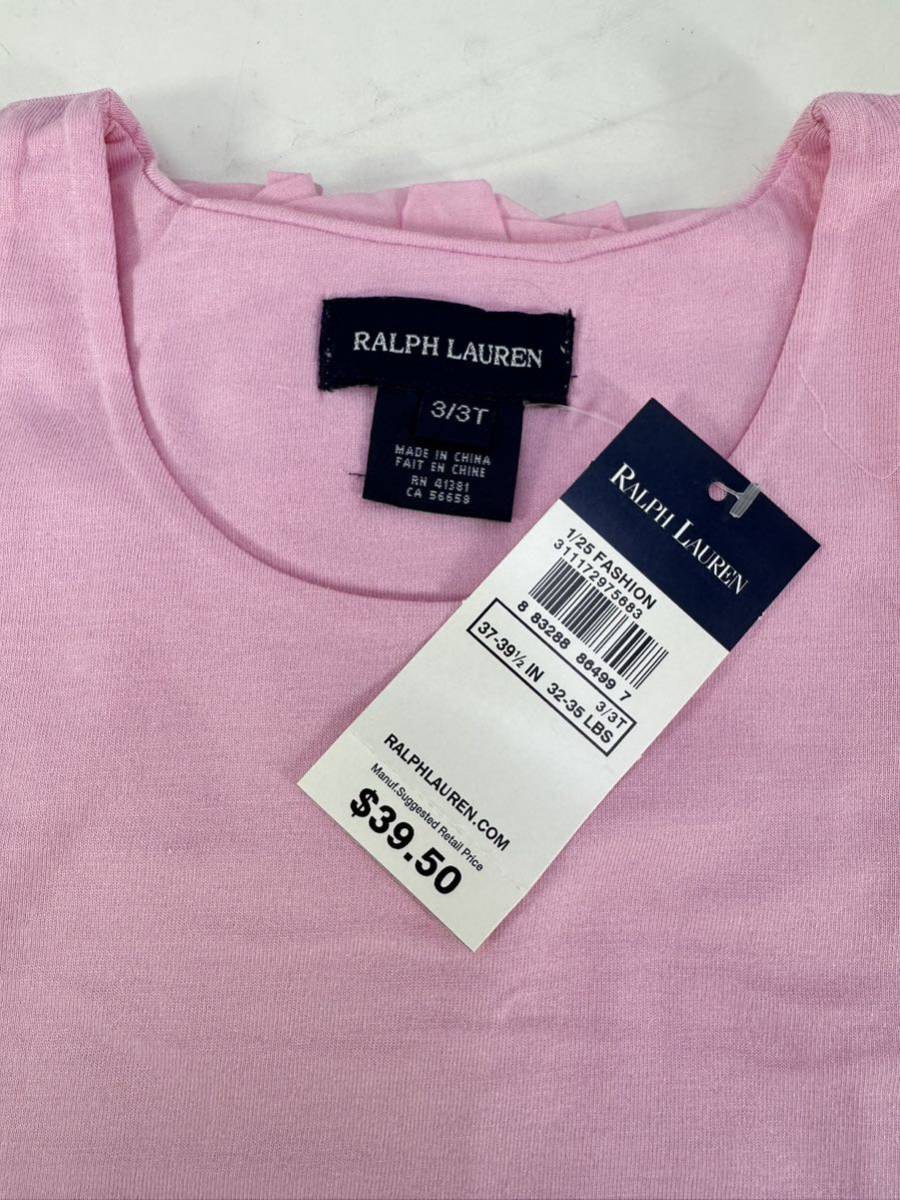 RALPH LAUREN
3/3T
MADE IN CHINA
FAIT EN CHINE
RN 41381
CA 56659
RALPH LAUREN
1/25 FASHION
311172975683
8 83288 86499 7
3/3T
37-39½ IN 32-35 LBS
RALPHLAUREN.COM
Manuf.Suggested Retail Price
$39.50